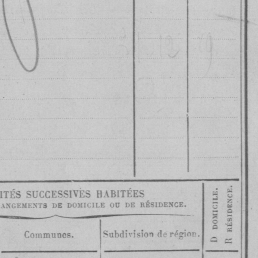 ITÉS SUCCESSIVES HABITÉES
ANGEMENTS DE DOMICILE OU DE RÉSIDENCE.
Communes.
Subdivision de région.
D DOMICILE.
R RÉSIDENCE.